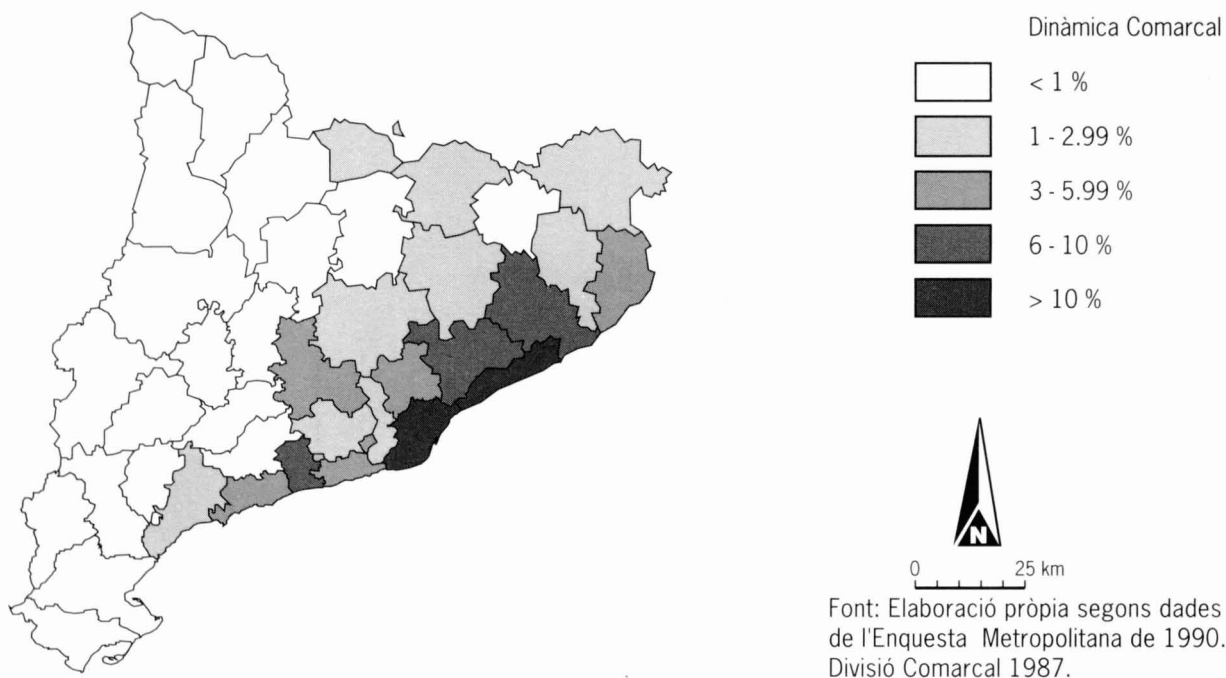 Dinàmica Comarcal
< 1 %
1 - 2.99 %
3 - 5.99 %
6 - 10 %
> 10 %
N
0 25 km
Font: Elaboració pròpia segons dades
de l'Enquesta Metropolitana de 1990.
Divisió Comarcal 1987.